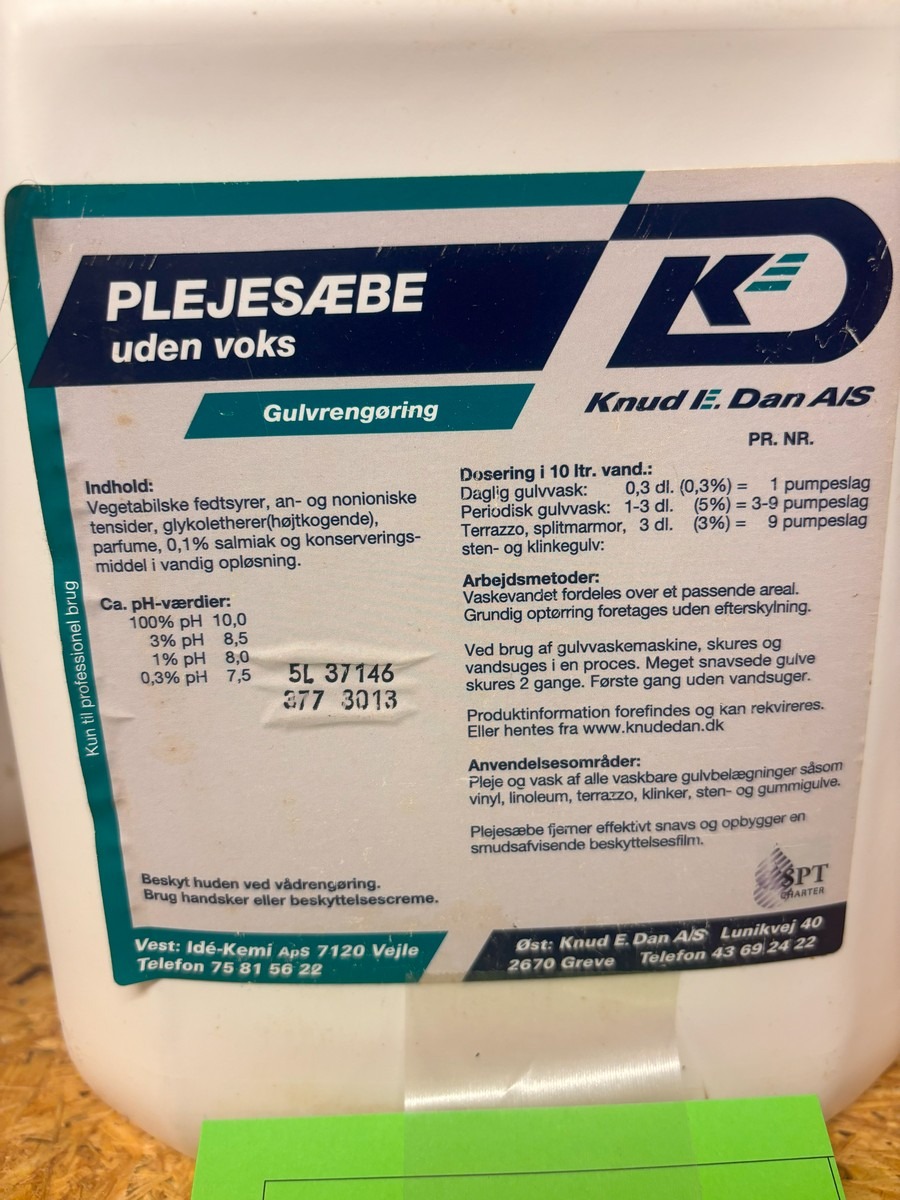 PLEJESÆBE
uden voks
Gulvrengøring
KE
Knud E. Dan A/S
PR. NR.
Indhold:
Vegetabilske fedtsyrer, an- og nonioniske
tensider, glykoletherer(højtkogende),
parfume, 0,1% salmiak og konserverings-
middel i vandig opløsning.
Ca. pH-værdier:
100% pH 10,0
3% pH 8,5
1% pH 8,0
0,3% pH 7,5
5L 37146
377 3013
Kun til professionel brug
Beskyt huden ved vådrengøring.
Brug handsker eller beskyttelsescreme.
Dosering i 10 ltr. vand.:
Daglig gulvvask: 0,3 dl. (0,3%) = 1 pumpeslag
Periodisk gulvvask: 1-3 dl. (5%) = 3-9 pumpeslag
Terrazzo, splitmarmor, 3 dl. (3%) = 9 pumpeslag
sten- og klinkegulv:
Arbejdsmetoder:
Vaskevandet fordeles over et passende areal.
Grundig optørring foretages uden efterskylning.
Ved brug af gulvvaskemaskine, skures og
vandsuges i en proces. Meget snavsede gulve
skures 2 gange. Første gang uden vandsuger.
Produktinformation forefindes og kan rekvireres.
Eller hentes fra www.knudedan.dk
Anvendelsesområder:
Pleje og vask af alle vaskbare gulvbelægninger såsom
vinyl, linoleum, terrazzo, klinker, sten- og gummigulve.
Plejesæbe fjerner effektivt snavs og opbygger en
smudsafvisende beskyttelsesfilm.
SPT
CHARTER
Vest: Idé-Kemi ApS 7120 Vejle
Telefon 75 81 56 22
Øst: Knud E. Dan A/S Lunikvej 40
2670 Greve Telefon 43 69 24 22